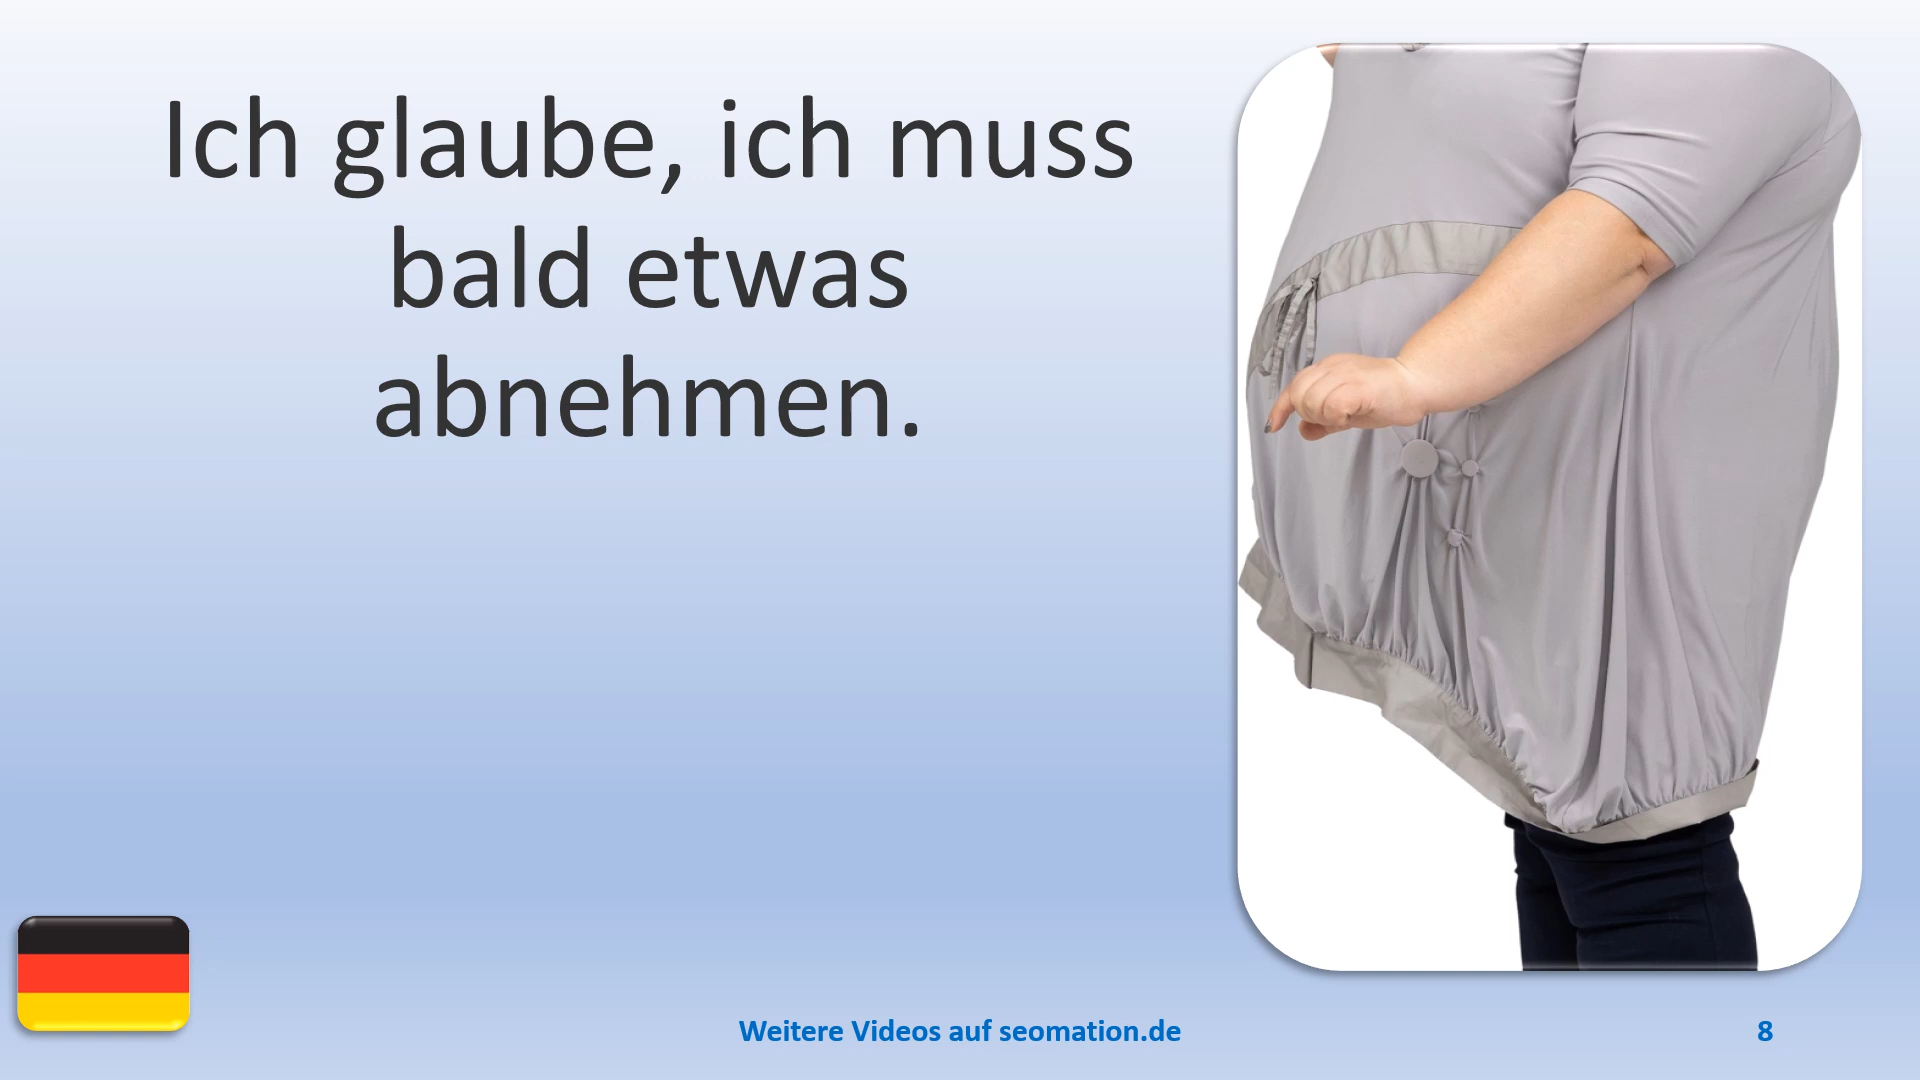 Ich glaube, ich muss
bald etwas
abnehmen.
Weitere Videos auf seomation.de
8